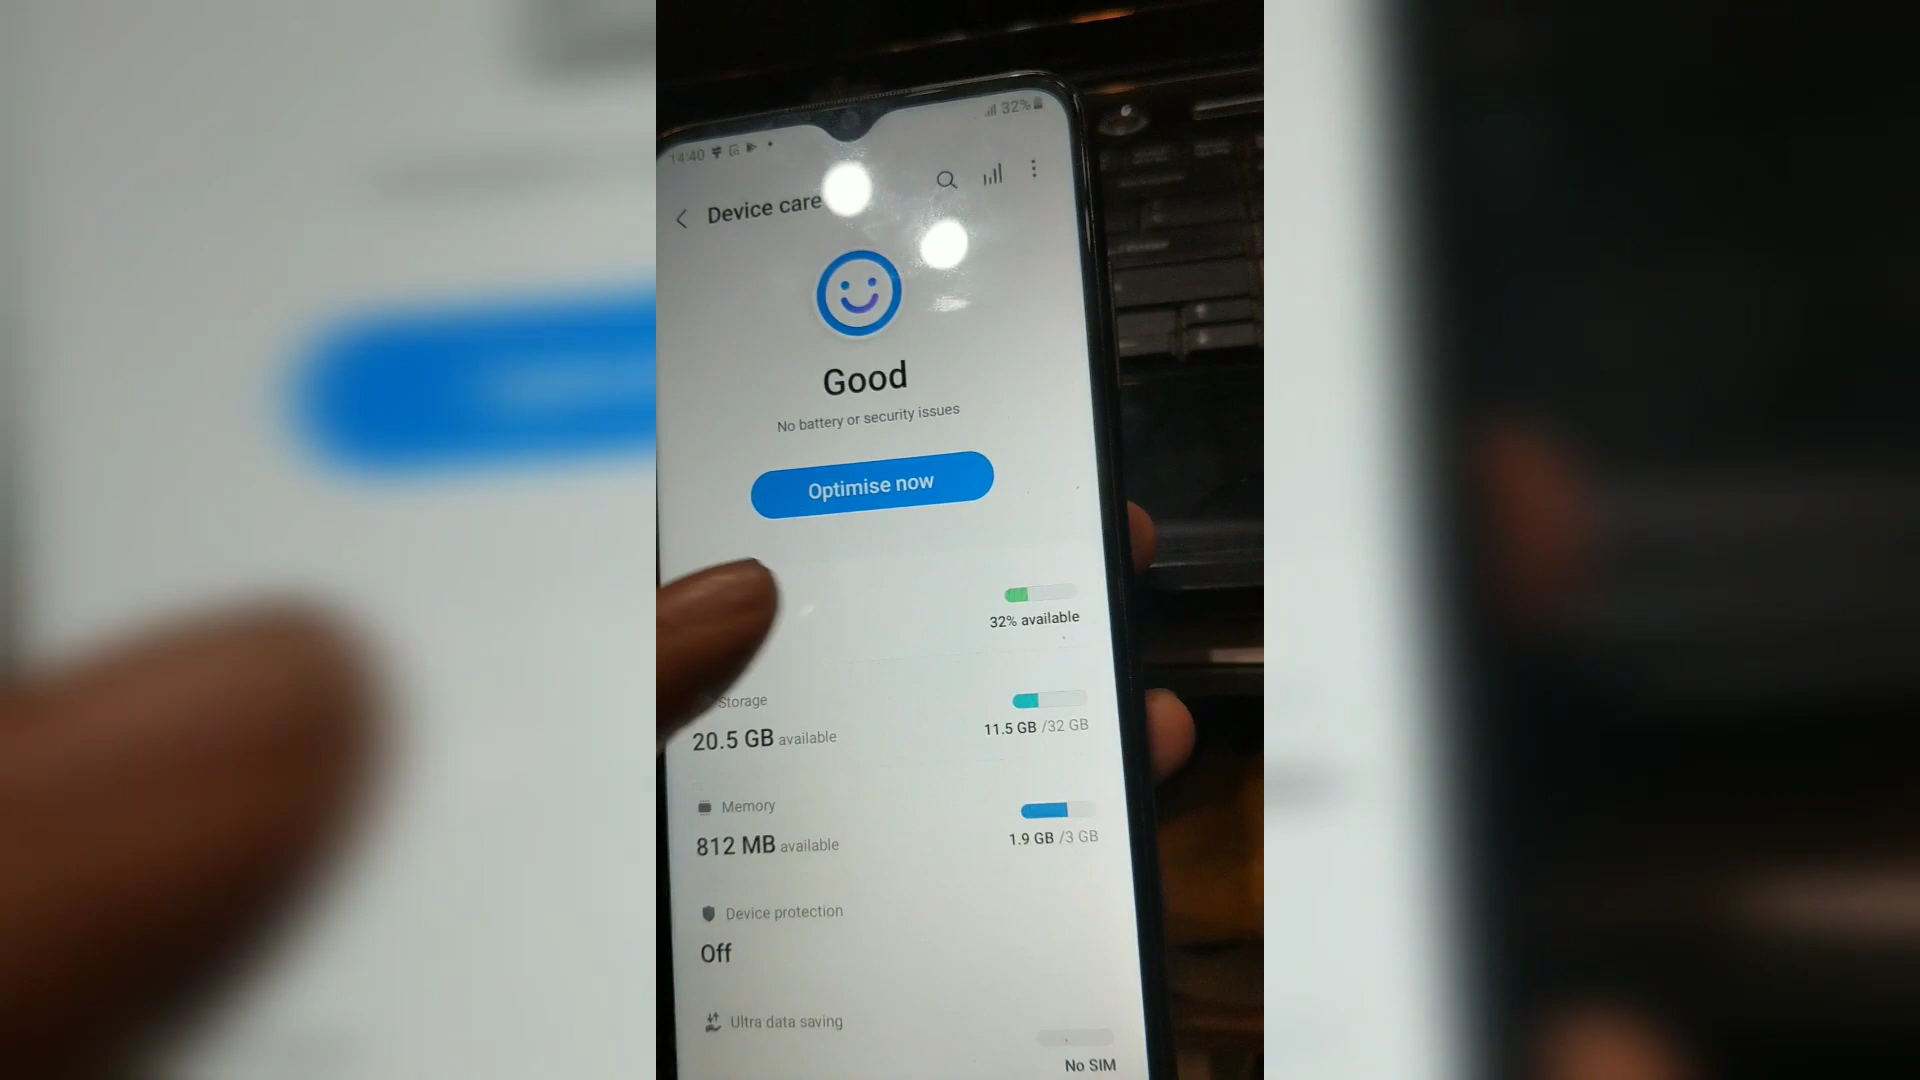 14:40
32%
Device care
Good
No battery or security issues
Optimise now
32% available
Storage
20.5 GB available
11.5 GB /32 GB
Memory
812 MB available
1.9 GB /3 GB
Device protection
Off
Ultra data saving
No SIM